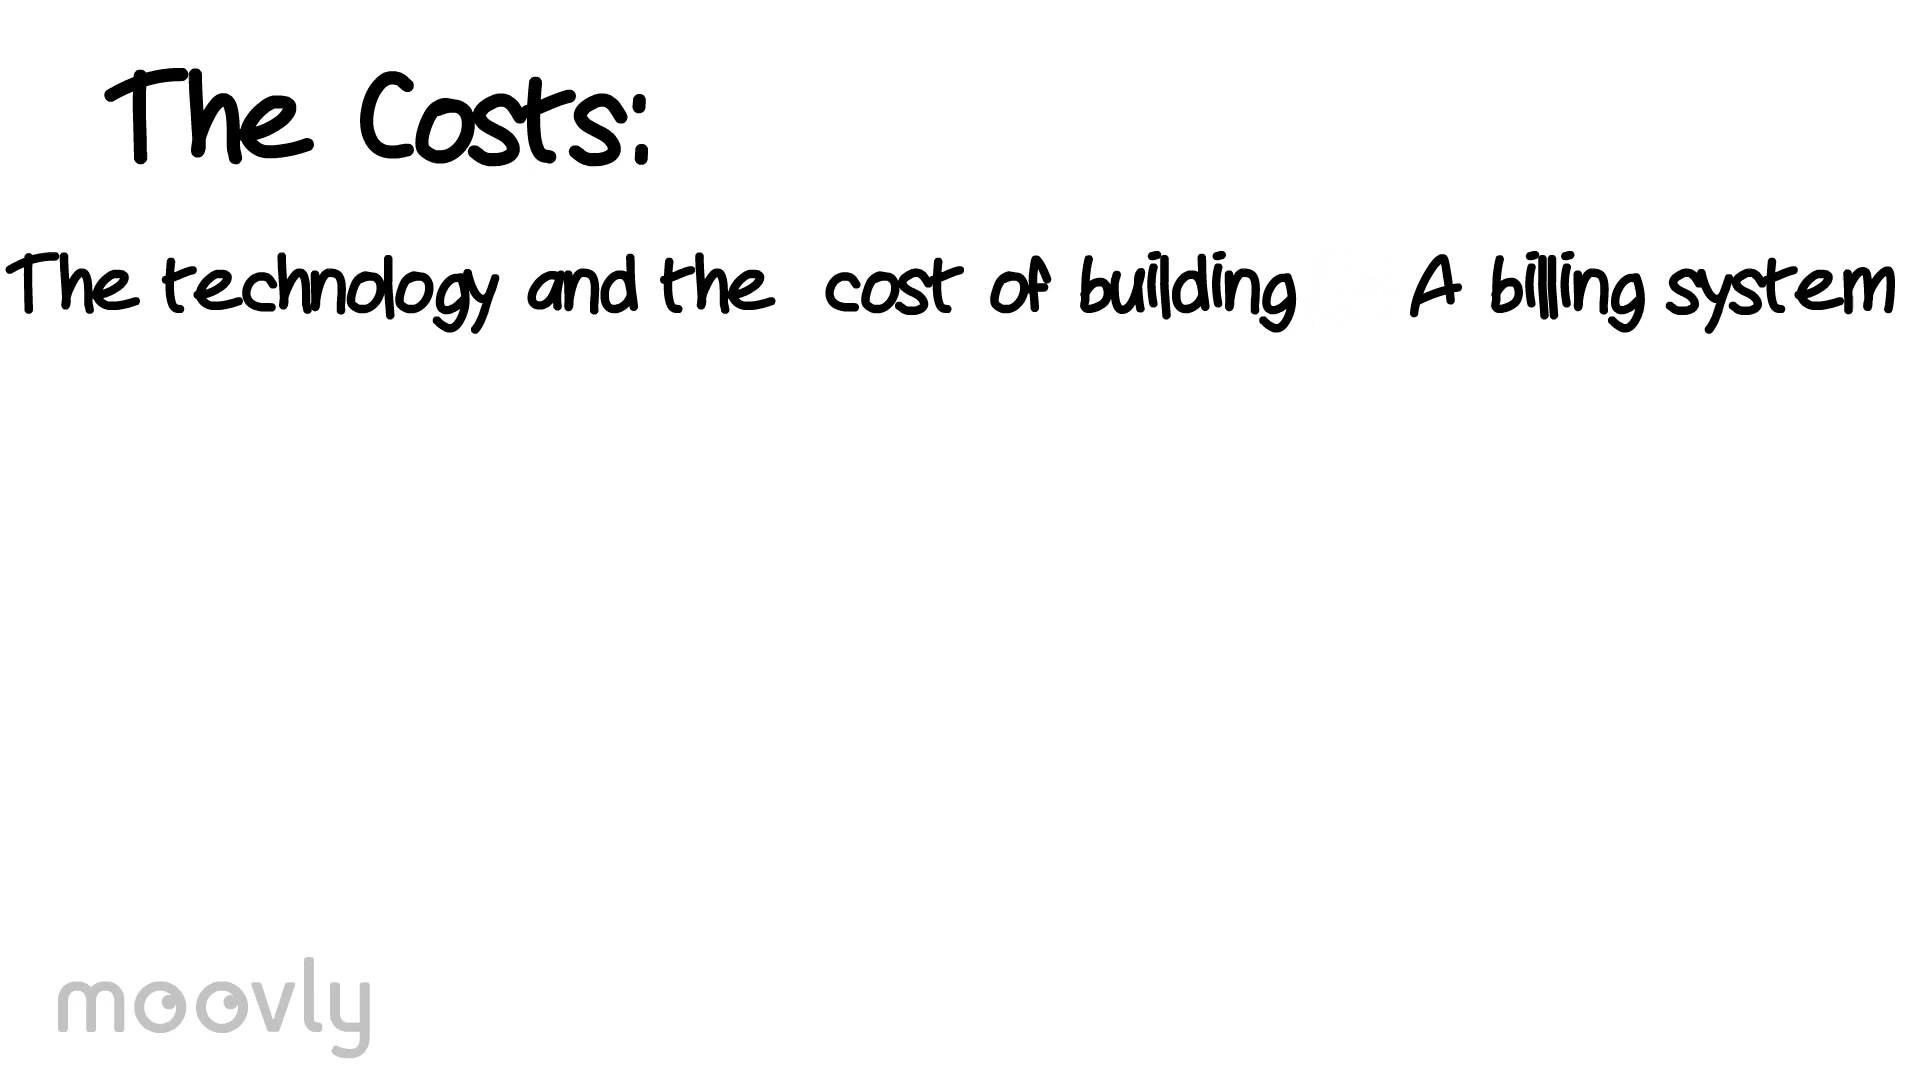 The Costs:
The technology and the cost of building A billing system
moovly